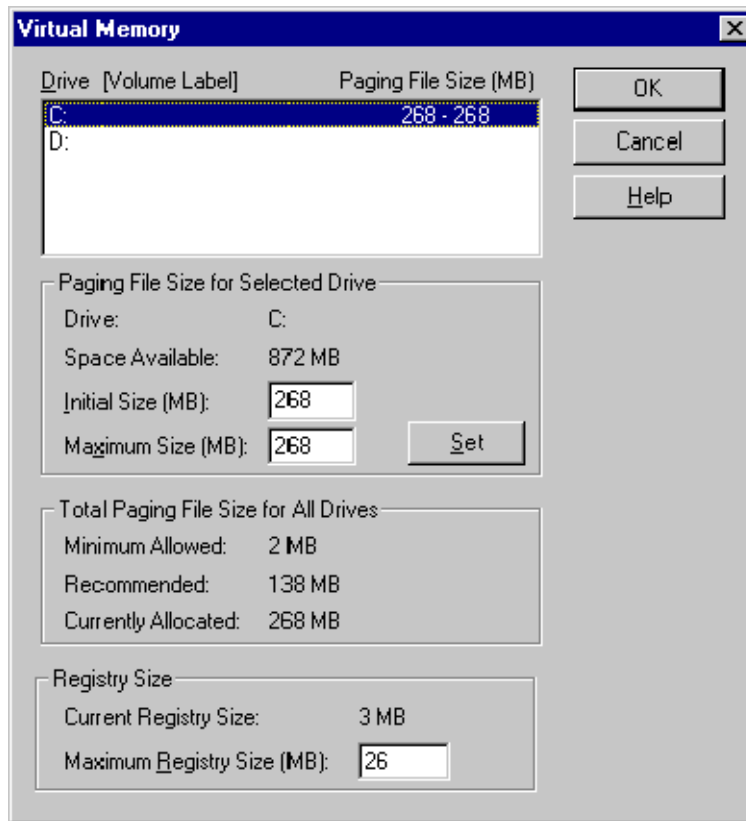 Virtual Memory
Drive [Volume Label] Paging File Size (MB)
C: 268 - 268
D:
OK
Cancel
Help
Paging File Size for Selected Drive
Drive: C:
Space Available: 872 MB
Initial Size (MB): 268
Maximum Size (MB): 268
Set
Total Paging File Size for All Drives
Minimum Allowed: 2 MB
Recommended: 138 MB
Currently Allocated: 268 MB
Registry Size
Current Registry Size: 3 MB
Maximum Registry Size (MB): 26